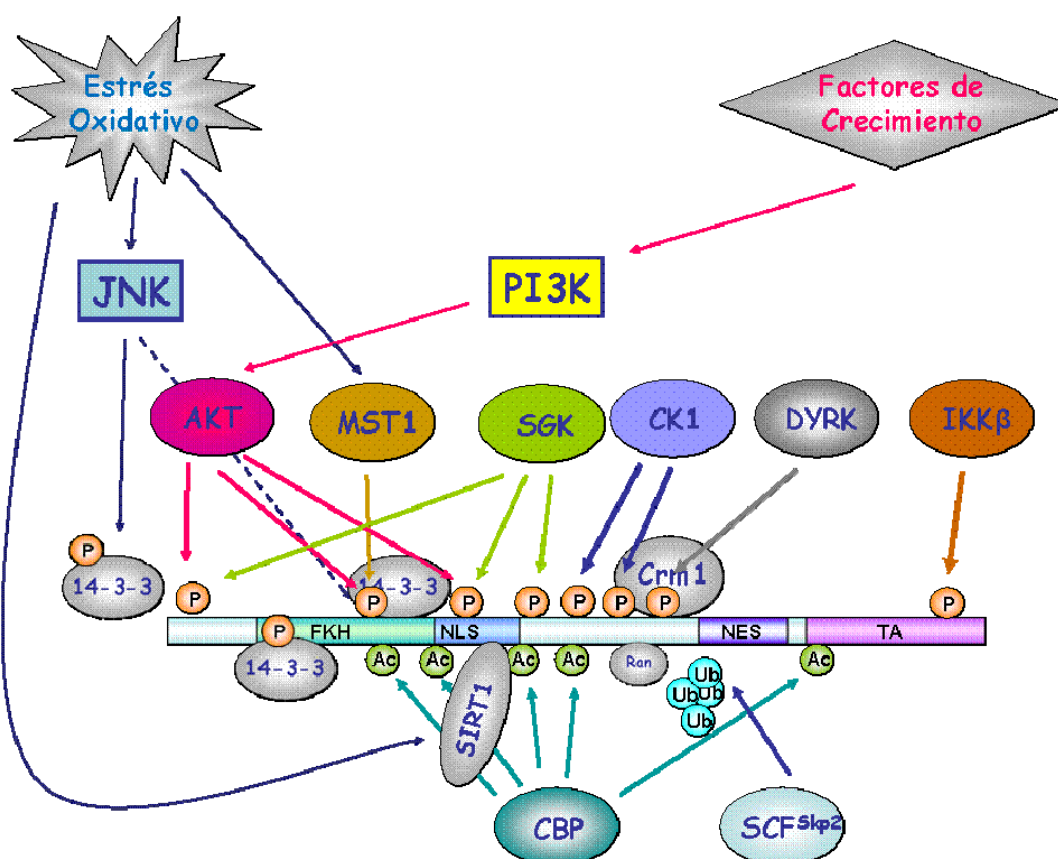 Estrés
Oxidativo
Factores de
Crecimiento
JNK
PI3K
AKT
MST1
SGK
CK1
DYRK
IKKβ
P
14-3-3
P
P
14-3-3
P
P
P
P
Crm1
P
P
P
FKH
NLS
NES
TA
14-3-3
Ac
Ac
SIRT1
Ac
Ac
Ran
Ub
Ub
Ub
Ub
Ac
CBP
SCFSkp2